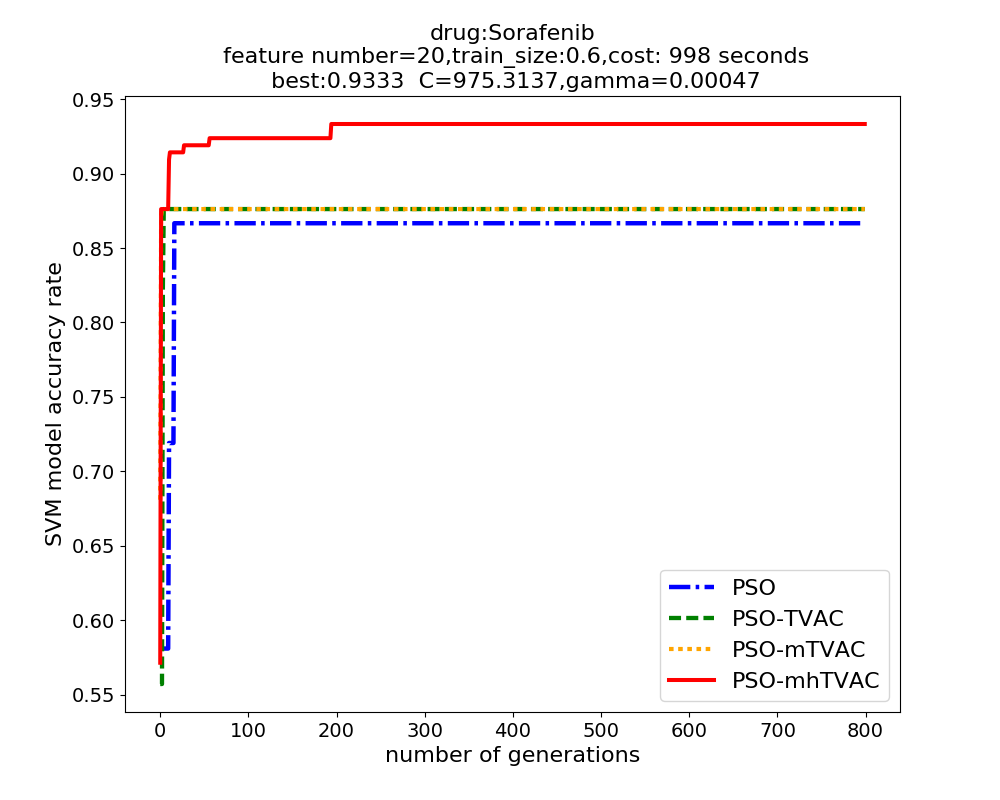 drug:Sorafenib
feature number=20,train_size:0.6,cost: 998 seconds
best:0.9333  C=975.3137,gamma=0.00047
0.95
0.90
0.85
0.80
0.75
0.70
0.65
0.60
0.55
SVM model accuracy rate
PSO
PSO-TVAC
PSO-mTVAC
PSO-mhTVAC
0 100 200 300 400 500 600 700 800
number of generations